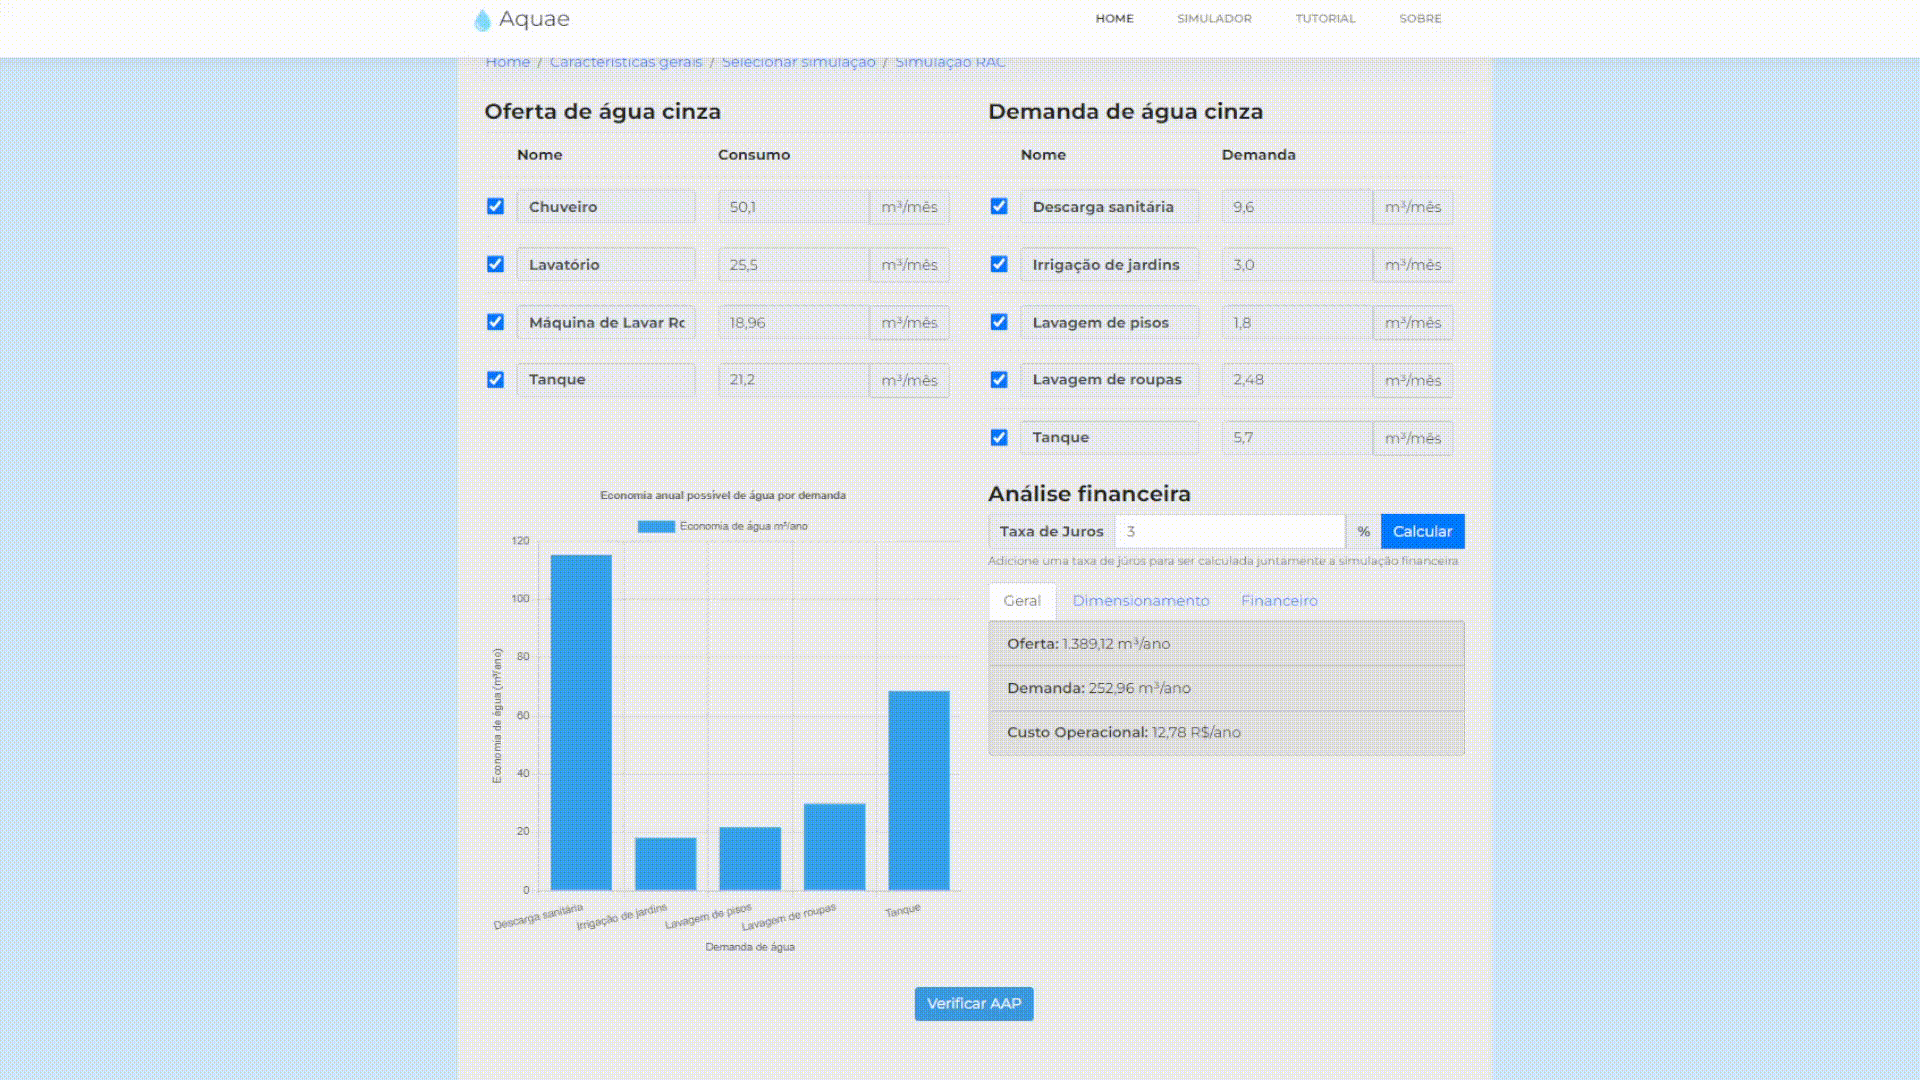 Aquae
HOME SIMULADOR TUTORIAL SOBRE
Home / Características gerais / Selecionar simulação / Simulação RAC
Oferta de água cinza
Nome Consumo
Chuveiro 50,1 m³/mês
Lavatório 25,5 m³/mês
Máquina de Lavar Rc 18,96 m³/mês
Tanque 21,2 m³/mês
Demanda de água cinza
Nome Demanda
Descarga sanitária 9,6 m³/mês
Irrigação de jardins 3,0 m³/mês
Lavagem de pisos 1,8 m³/mês
Lavagem de roupas 2,48 m³/mês
Tanque 5,7 m³/mês
Economia anual possível de água por demanda
Economia de água m³/ano
Economia de água (m³/ano)
120
100
80
60
40
20
0
Descarga sanitária Irrigação de jardins Lavagem de pisos Lavagem de roupas Tanque
Demanda de água
Análise financeira
Taxa de Juros 3 % Calcular
Adicione uma taxa de júros para ser calculada juntamente a simulação financeira
Geral Dimensionamento Financeiro
Oferta: 1.389,12 m³/ano
Demanda: 252,96 m³/ano
Custo Operacional: 12,78 R$/ano
Verificar AAP